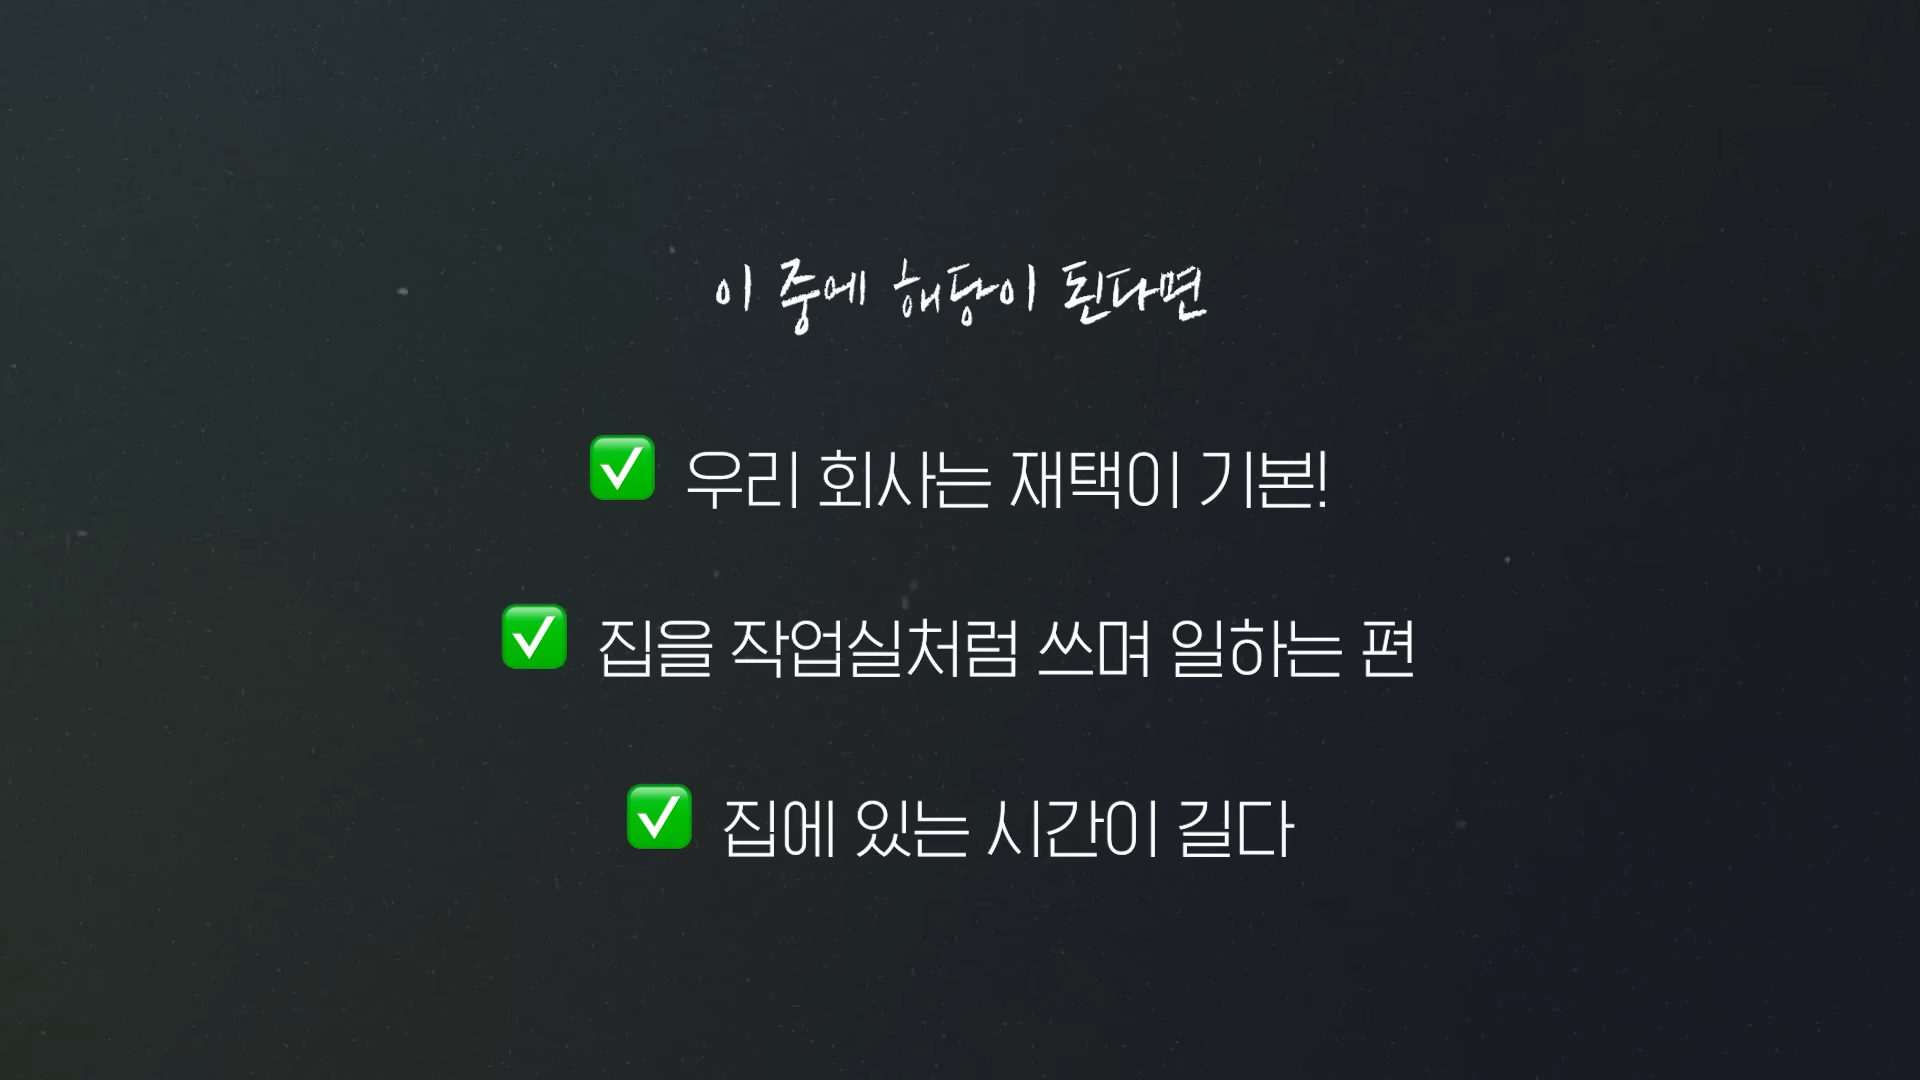 이 중에 해당이 된다면
✅ 우리 회사는 재택이 기본!
✅ 집을 작업실처럼 쓰며 일하는 편
✅ 집에 있는 시간이 길다